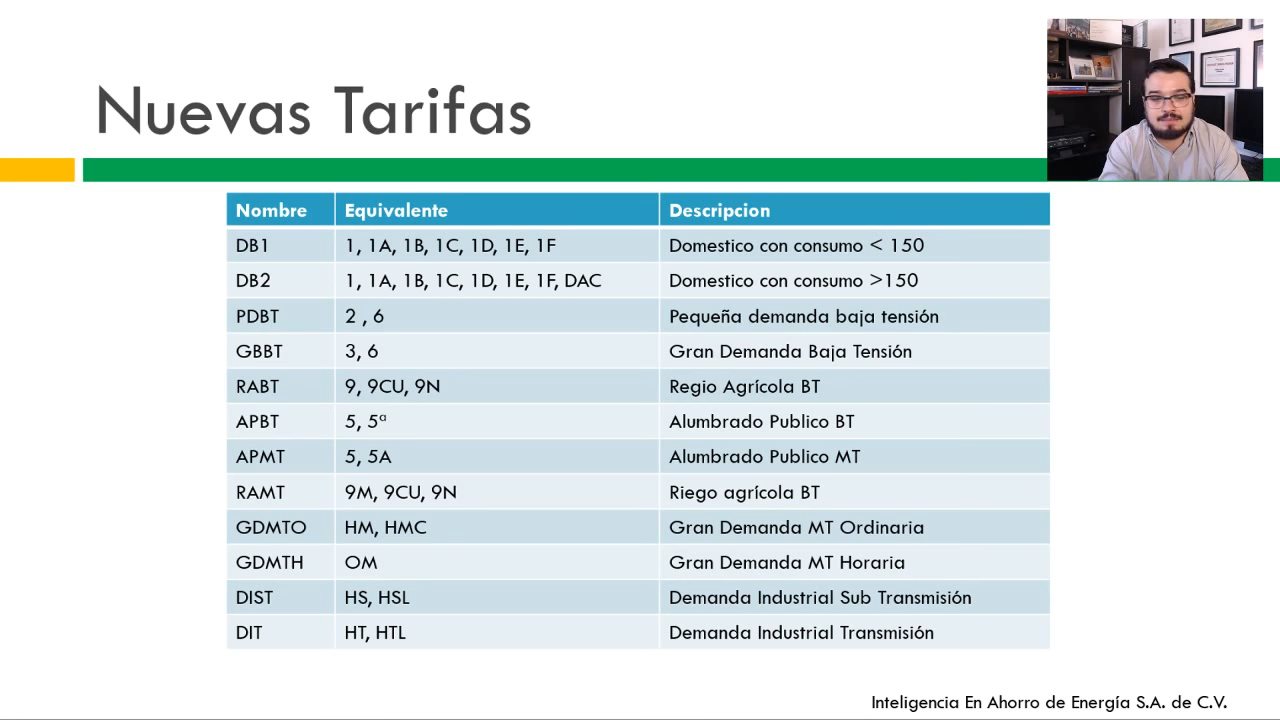 Nuevas Tarifas
Nombre Equivalente Descripcion
DB1 1, 1A, 1B, 1C, 1D, 1E, 1F Domestico con consumo < 150
DB2 1, 1A, 1B, 1C, 1D, 1E, 1F, DAC Domestico con consumo >150
PDBT 2 , 6 Pequeña demanda baja tensión
GBBT 3, 6 Gran Demanda Baja Tensión
RABT 9, 9CU, 9N Regio Agrícola BT
APBT 5, 5ª Alumbrado Publico BT
APMT 5, 5A Alumbrado Publico MT
RAMT 9M, 9CU, 9N Riego agrícola BT
GDMTO HM, HMC Gran Demanda MT Ordinaria
GDMTH OM Gran Demanda MT Horaria
DIST HS, HSL Demanda Industrial Sub Transmisión
DIT HT, HTL Demanda Industrial Transmisión
Inteligencia En Ahorro de Energía S.A. de C.V.